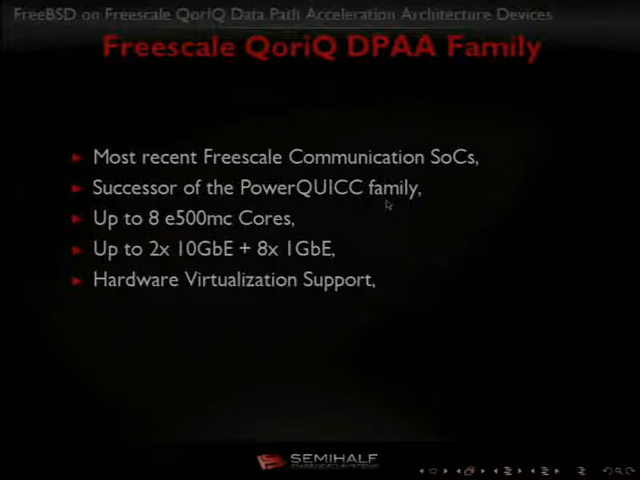 FreeBSD on Freescale QorIQ Data Path Acceleration Architecture Devices
Freescale QoriQ DPAA Family
Most recent Freescale Communication SoCs,
Successor of the PowerQUICC family,
Up to 8 e500mc Cores,
Up to 2x 10GbE + 8x 1GbE,
Hardware Virtualization Support,
SEMIHALF